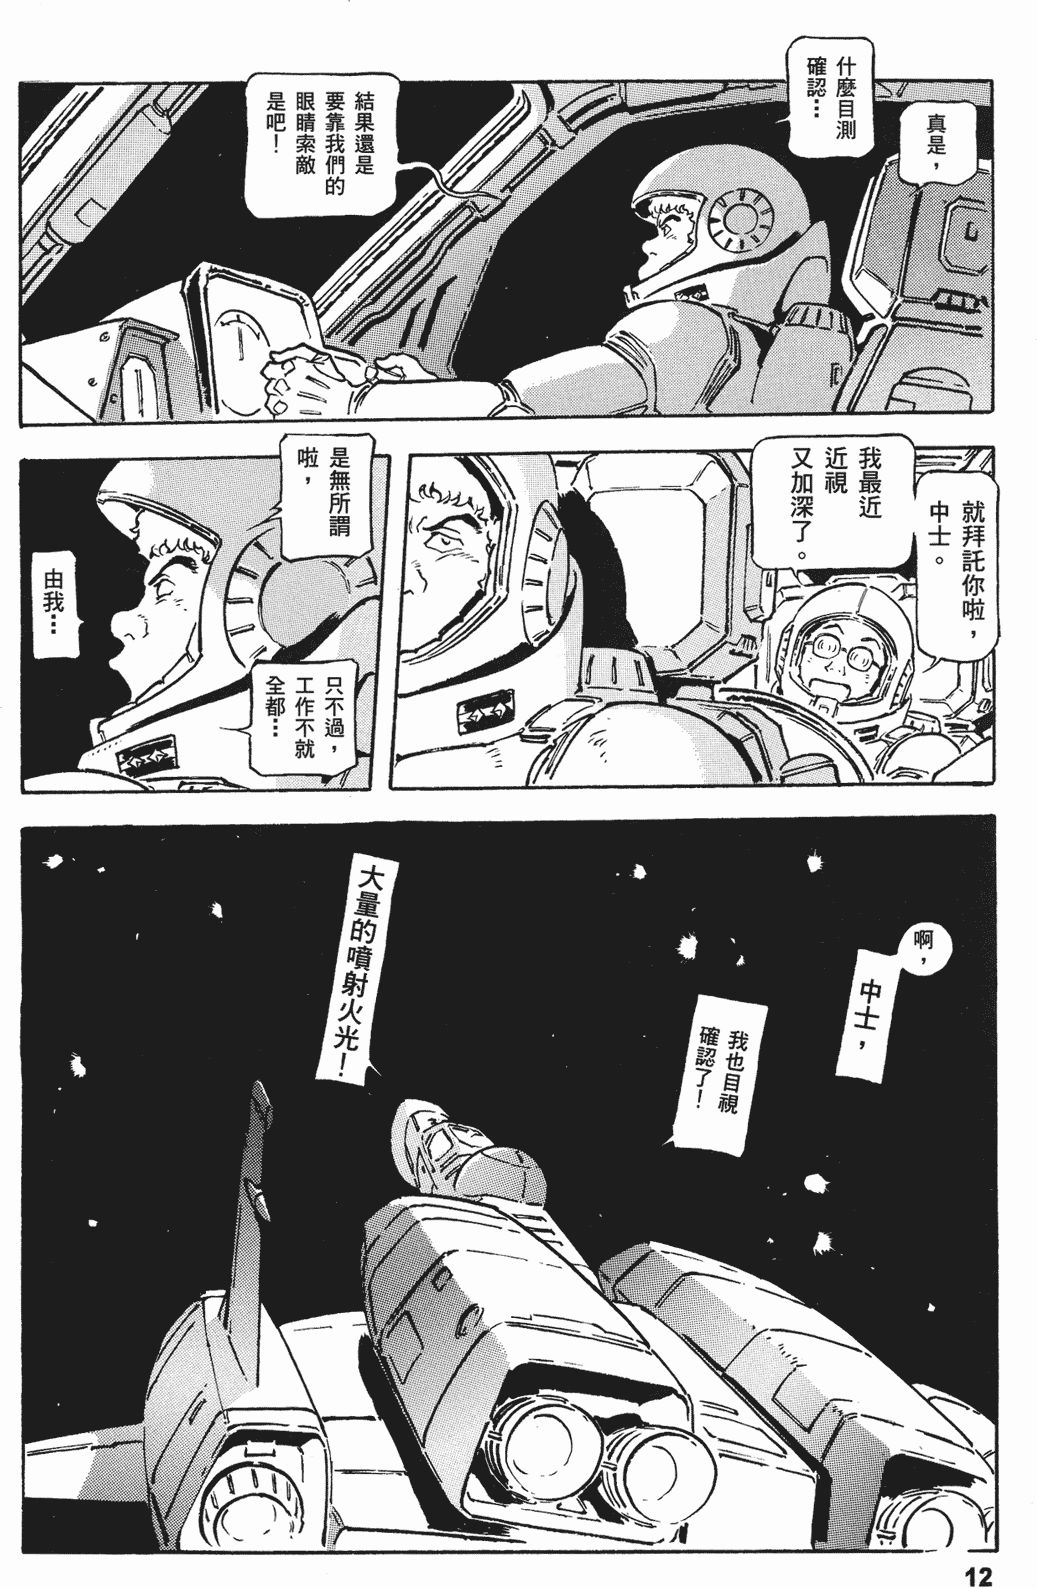 真是，
什麼目測
確認…
結果還是
要靠我們的
眼睛索敵
是吧！
就拜託你啦，
中士。
我最近
近視
又加深了。
是無所謂
啦，
只不過，
工作不就
全都…
由我…
啊，
中士，
我也目視
確認了！
大量的噴射火光！
12